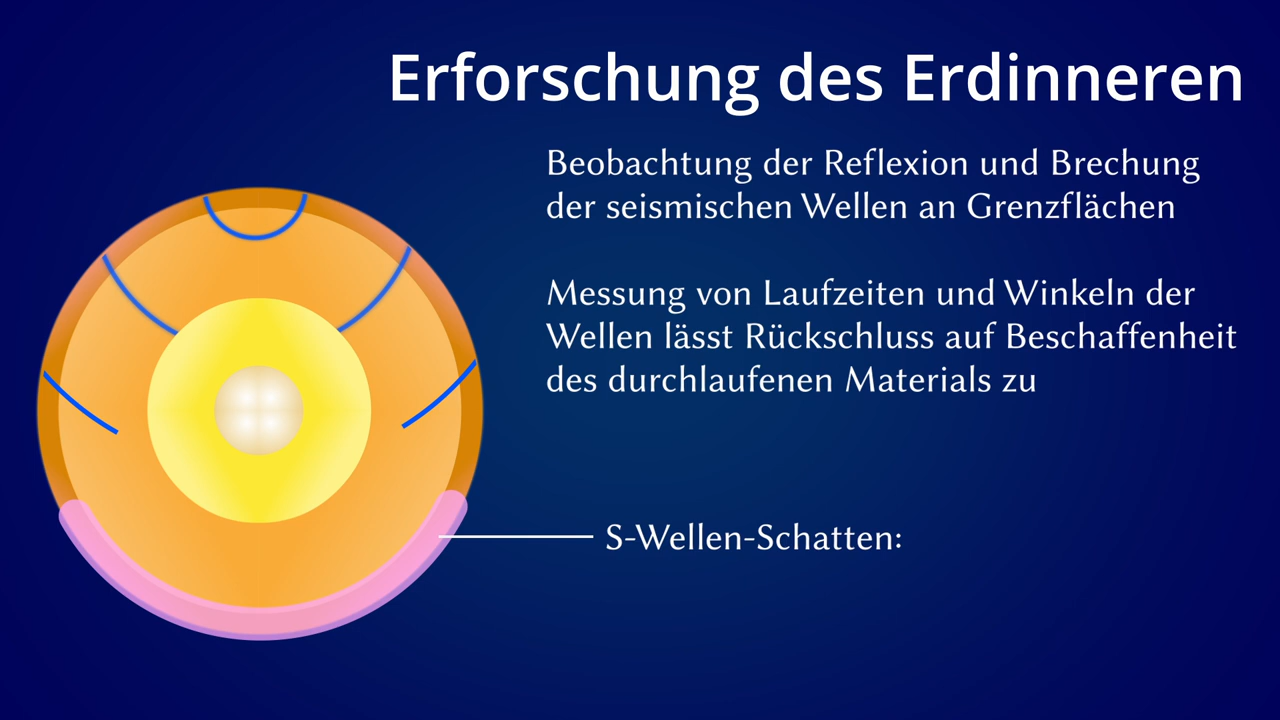 Erforschung des Erdinneren
Beobachtung der Reflexion und Brechung
der seismischen Wellen an Grenzflächen
Messung von Laufzeiten und Winkeln der
Wellen lässt Rückschluss auf Beschaffenheit
des durchlaufenen Materials zu
S-Wellen-Schatten: